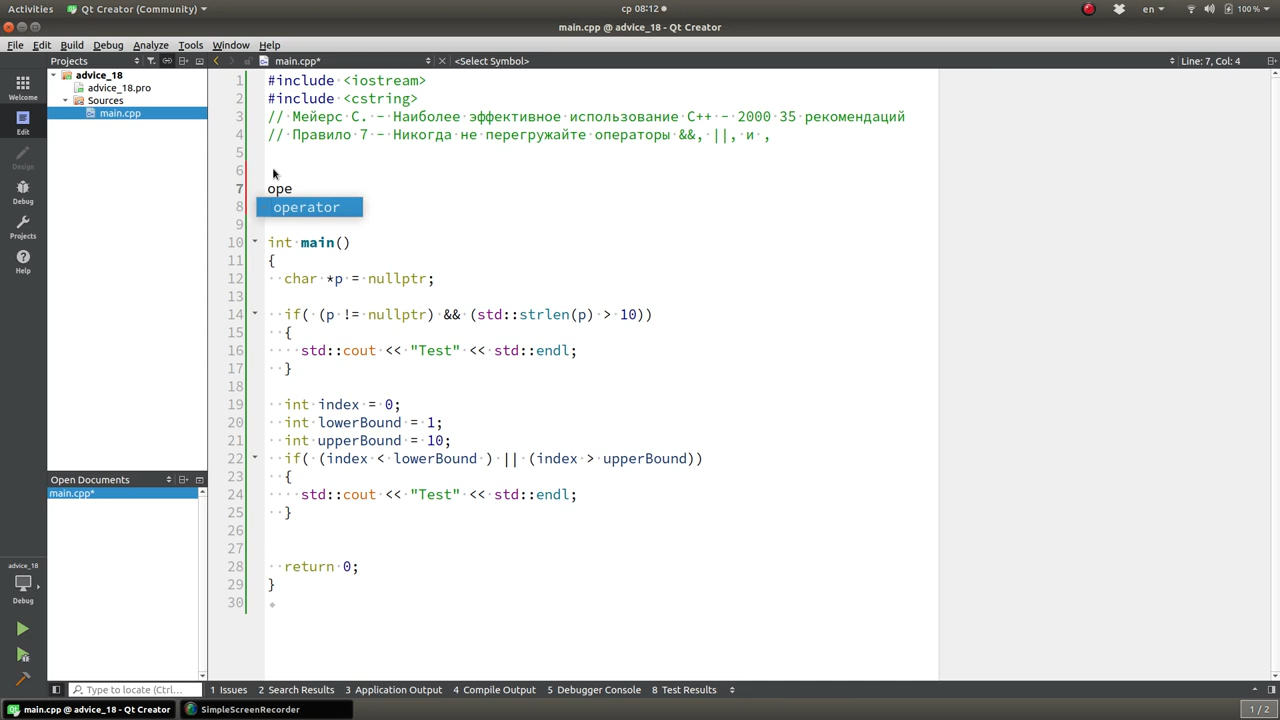 Activities Qt Creator (Community) ср 08:12 en 100 %
main.cpp @ advice_18 - Qt Creator
File Edit Build Debug Analyze Tools Window Help
Projects main.cpp* <Select Symbol> Line: 7, Col: 4
advice_18
advice_18.pro
Sources
main.cpp
Welcome
Edit
Design
Debug
Projects
Help
1 #include <iostream>
2 #include <cstring>
3 // Мейерс С. - Наиболее эффективное использование С++ - 2000 35 рекомендаций
4 // Правило 7 - Никогда не перегружайте операторы &&, ||, и ,
5
6
7 ope
8 operator
9
10 int main()
11 {
12 char *p = nullptr;
13
14 if( (p != nullptr) && (std::strlen(p) > 10))
15 {
16 std::cout << "Test" << std::endl;
17 }
18
19 int index = 0;
20 int lowerBound = 1;
21 int upperBound = 10;
22 if( (index < lowerBound ) || (index > upperBound))
23 {
24 std::cout << "Test" << std::endl;
25 }
26
27
28 return 0;
29 }
30
Open Documents
main.cpp*
advice_18
Debug
Type to locate (Ctrl... 1 Issues 2 Search Results 3 Application Output 4 Compile Output 5 Debugger Console 8 Test Results
main.cpp @ advice_18 - Qt Creator SimpleScreenRecorder 1 / 2